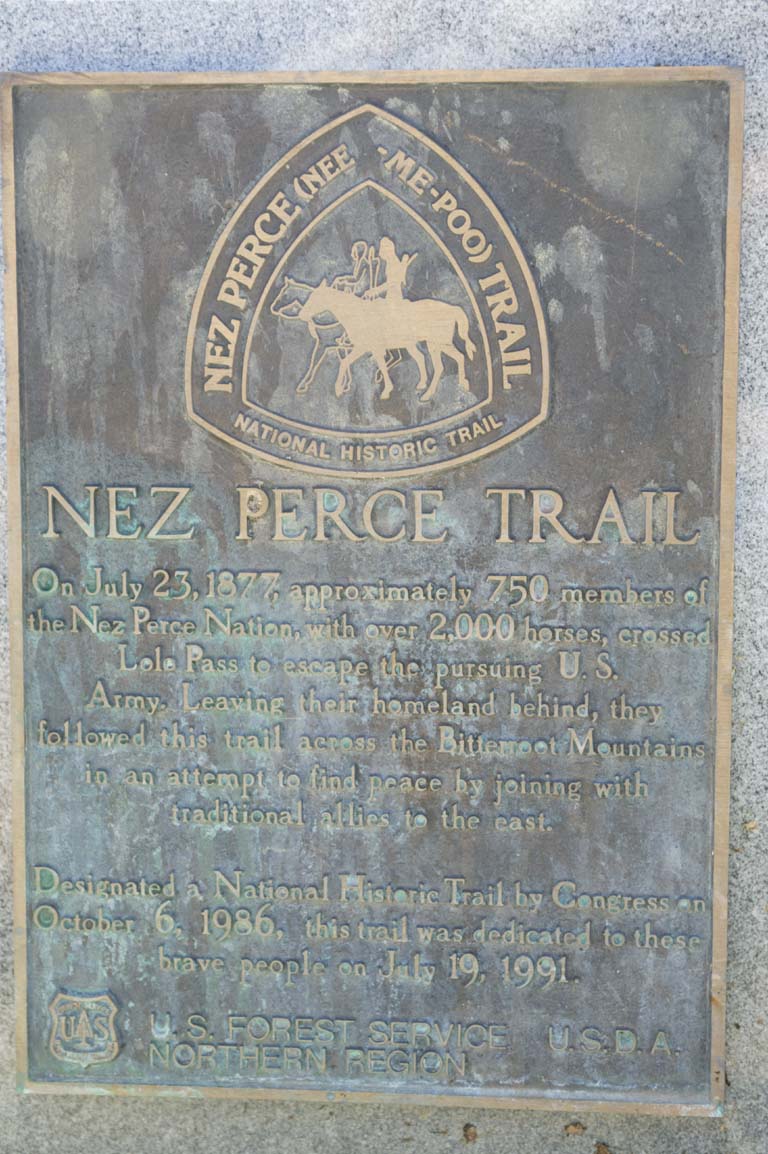 NEZ PERCE (NEE-ME-POO) TRAIL
NATIONAL HISTORIC TRAIL
NEZ PERCE TRAIL
On July 23, 1877, approximately 750 members of
the Nez Perce Nation, with over 2,000 horses, crossed
Lolo Pass to escape the pursuing U.S.
Army. Leaving their homeland behind, they
followed this trail across the Bitterroot Mountains
in an attempt to find peace by joining with
traditional allies to the east.
Designated a National Historic Trail by Congress on
October 6, 1986, this trail was dedicated to these
brave people on July 19, 1991.
UAS
U.S. FOREST SERVICE U.S.D.A.
NORTHERN REGION